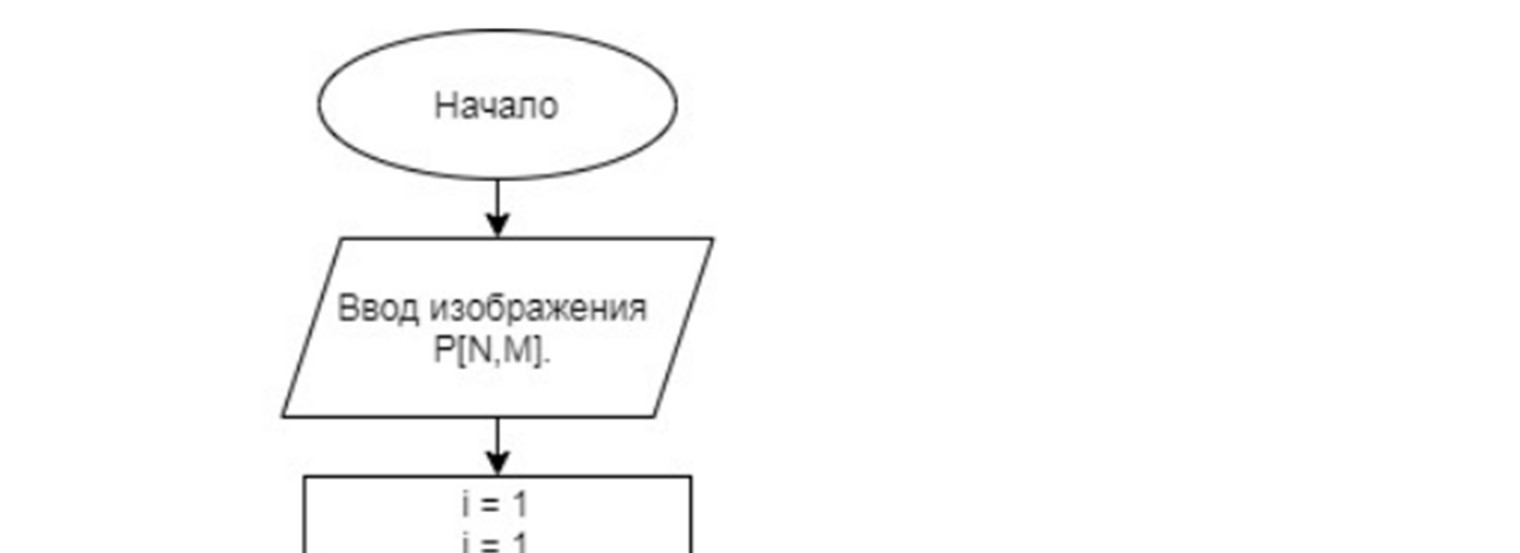 Начало
Ввод изображения
P[N,M].
i = 1